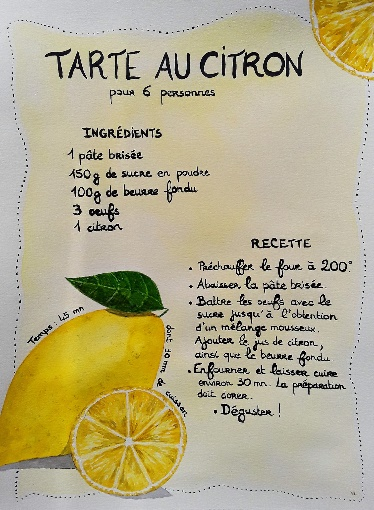 TARTE AU CITRON
pour 6 personnes
INGRÉDIENTS
1 pâte brisée
150g de sucre en poudre
100g de beurre fondu
3 oeufs
1 citron
RECETTE
• Préchauffer le four à 200°
• Abaisser la pâte brisée.
• Battre les oeufs avec le
sucre jusqu'à l'obtention
d'un mélange mousseux.
Ajouter le jus de citron,
ainsi que le beurre fondu
• Enfourner et laisser cuire
environ 30 mn. La préparation
doit dorer.
• Déguster !
Temps : 45 mn
dont 30 mns de cuisson